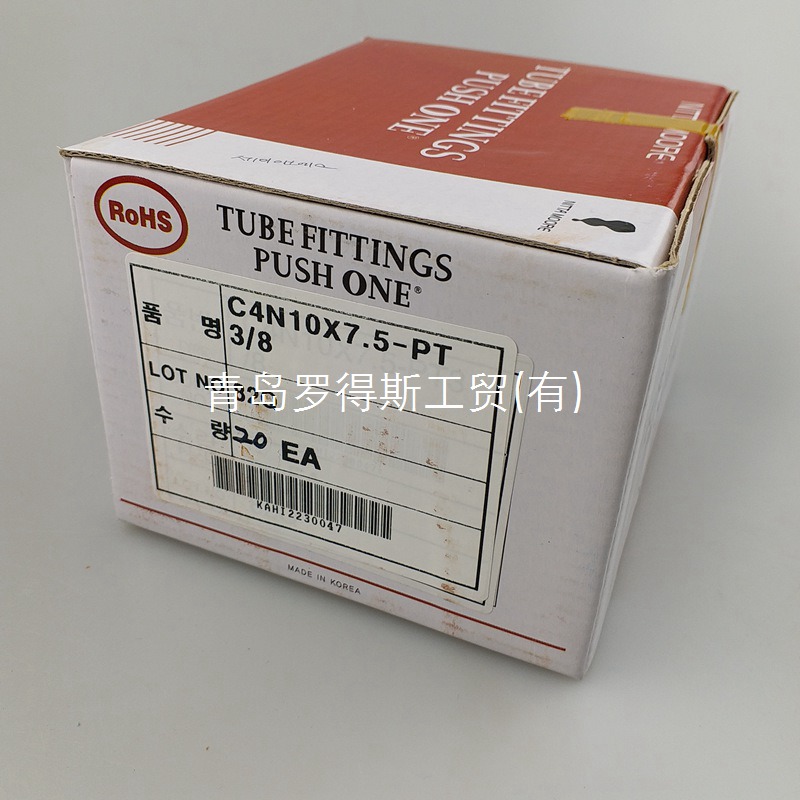 TUBE FITTINGS
PUSH ONE®
NITTA MOORE
NITTA MOORE
RoHS
TUBE FITTINGS
PUSH ONE®
품 명 C4N10X7.5-PT
3/8
LOT NO
수 량 20 EA
KAHI2230047
MADE IN KOREA
青岛罗得斯工贸(有)